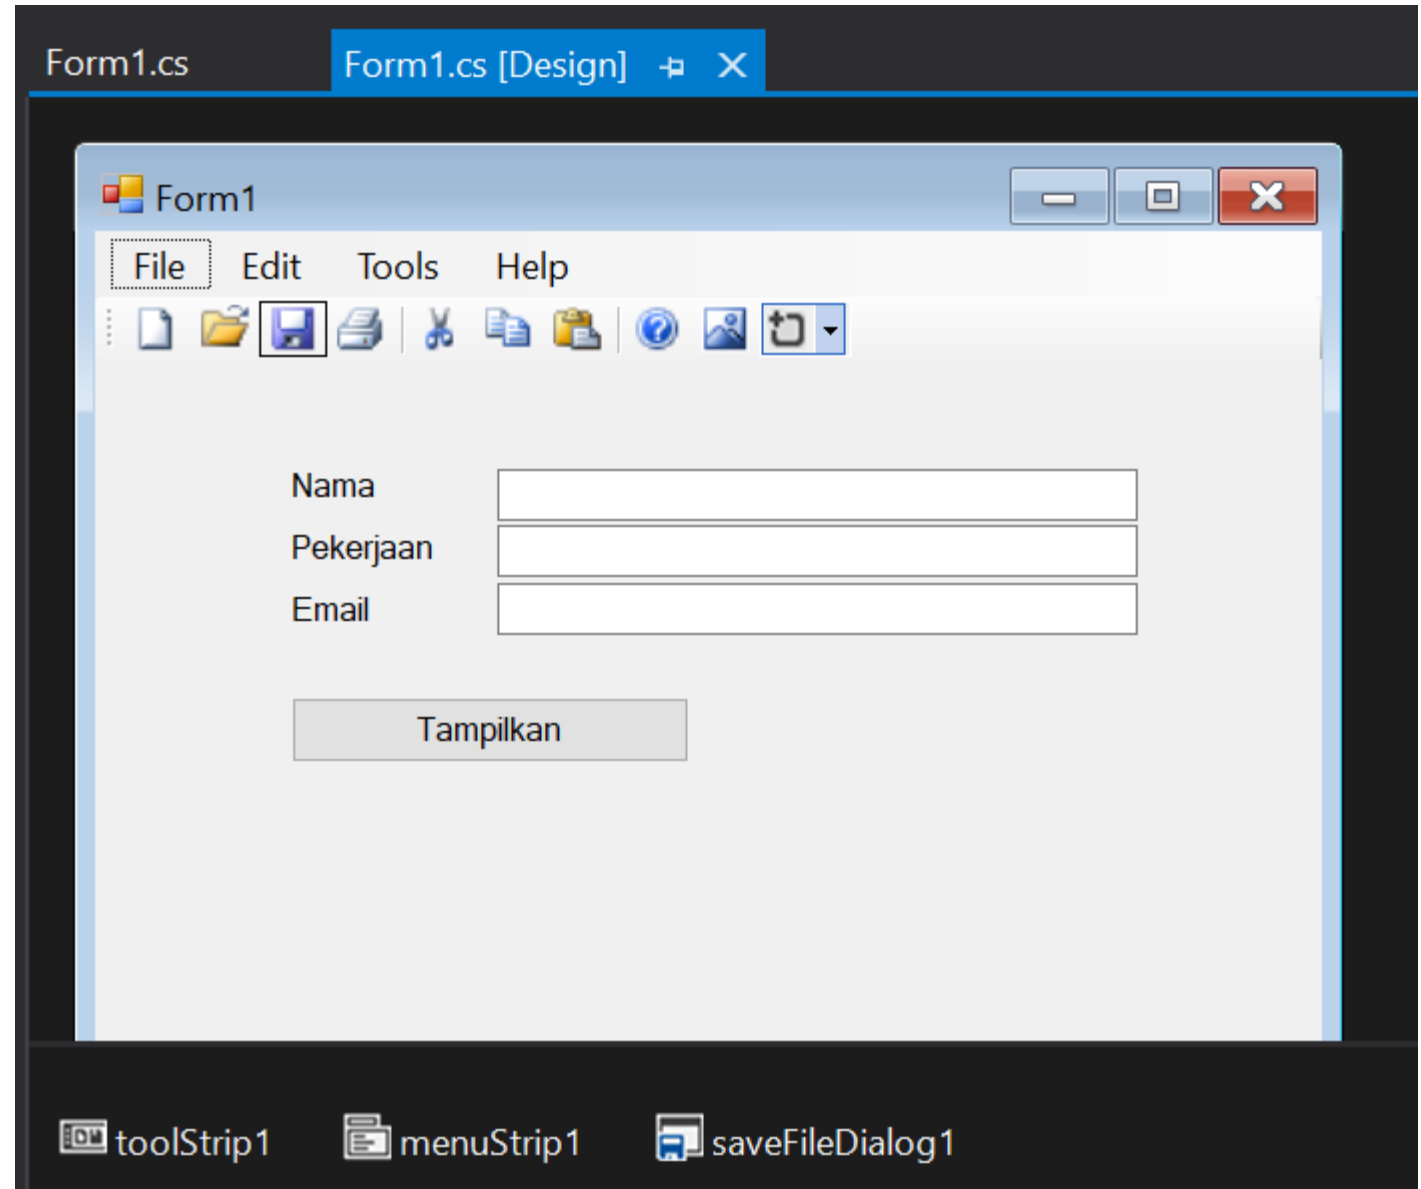 Form1.cs
Form1.cs [Design]
Form1
File Edit Tools Help
Nama
Pekerjaan
Email
Tampilkan
toolStrip1 menuStrip1 saveFileDialog1